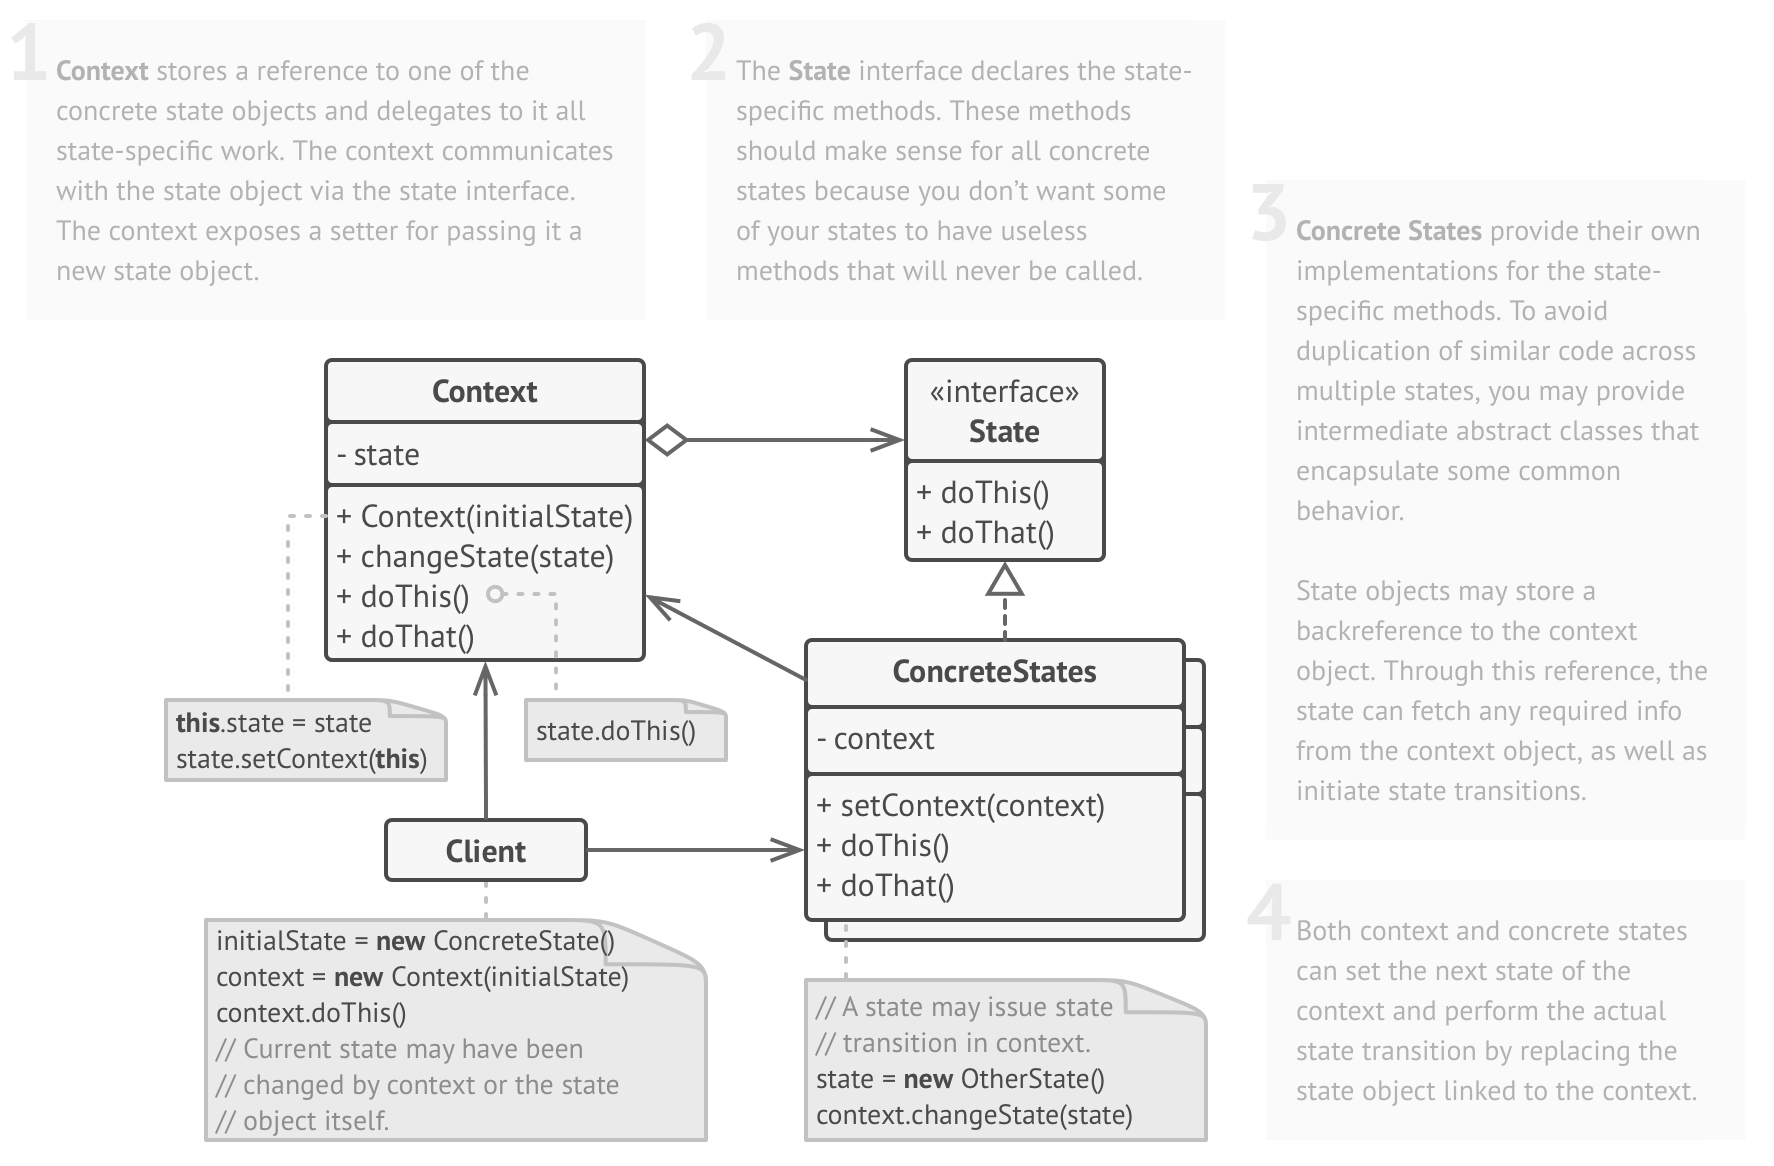 1
Context stores a reference to one of the
concrete state objects and delegates to it all
state-specific work. The context communicates
with the state object via the state interface.
The context exposes a setter for passing it a
new state object.
2
The State interface declares the state-
specific methods. These methods
should make sense for all concrete
states because you don’t want some
of your states to have useless
methods that will never be called.
3
Concrete States provide their own
implementations for the state-
specific methods. To avoid
duplication of similar code across
multiple states, you may provide
intermediate abstract classes that
encapsulate some common
behavior.
State objects may store a
backreference to the context
object. Through this reference, the
state can fetch any required info
from the context object, as well as
initiate state transitions.
Context
- state
+ Context(initialState)
+ changeState(state)
+ doThis()
+ doThat()
«interface»
State
+ doThis()
+ doThat()
this.state = state
state.setContext(this)
state.doThis()
ConcreteStates
- context
+ setContext(context)
+ doThis()
+ doThat()
Client
initialState = new ConcreteState()
context = new Context(initialState)
context.doThis()
// Current state may have been
// changed by context or the state
// object itself.
// A state may issue state
// transition in context.
state = new OtherState()
context.changeState(state)
4
Both context and concrete states
can set the next state of the
context and perform the actual
state transition by replacing the
state object linked to the context.